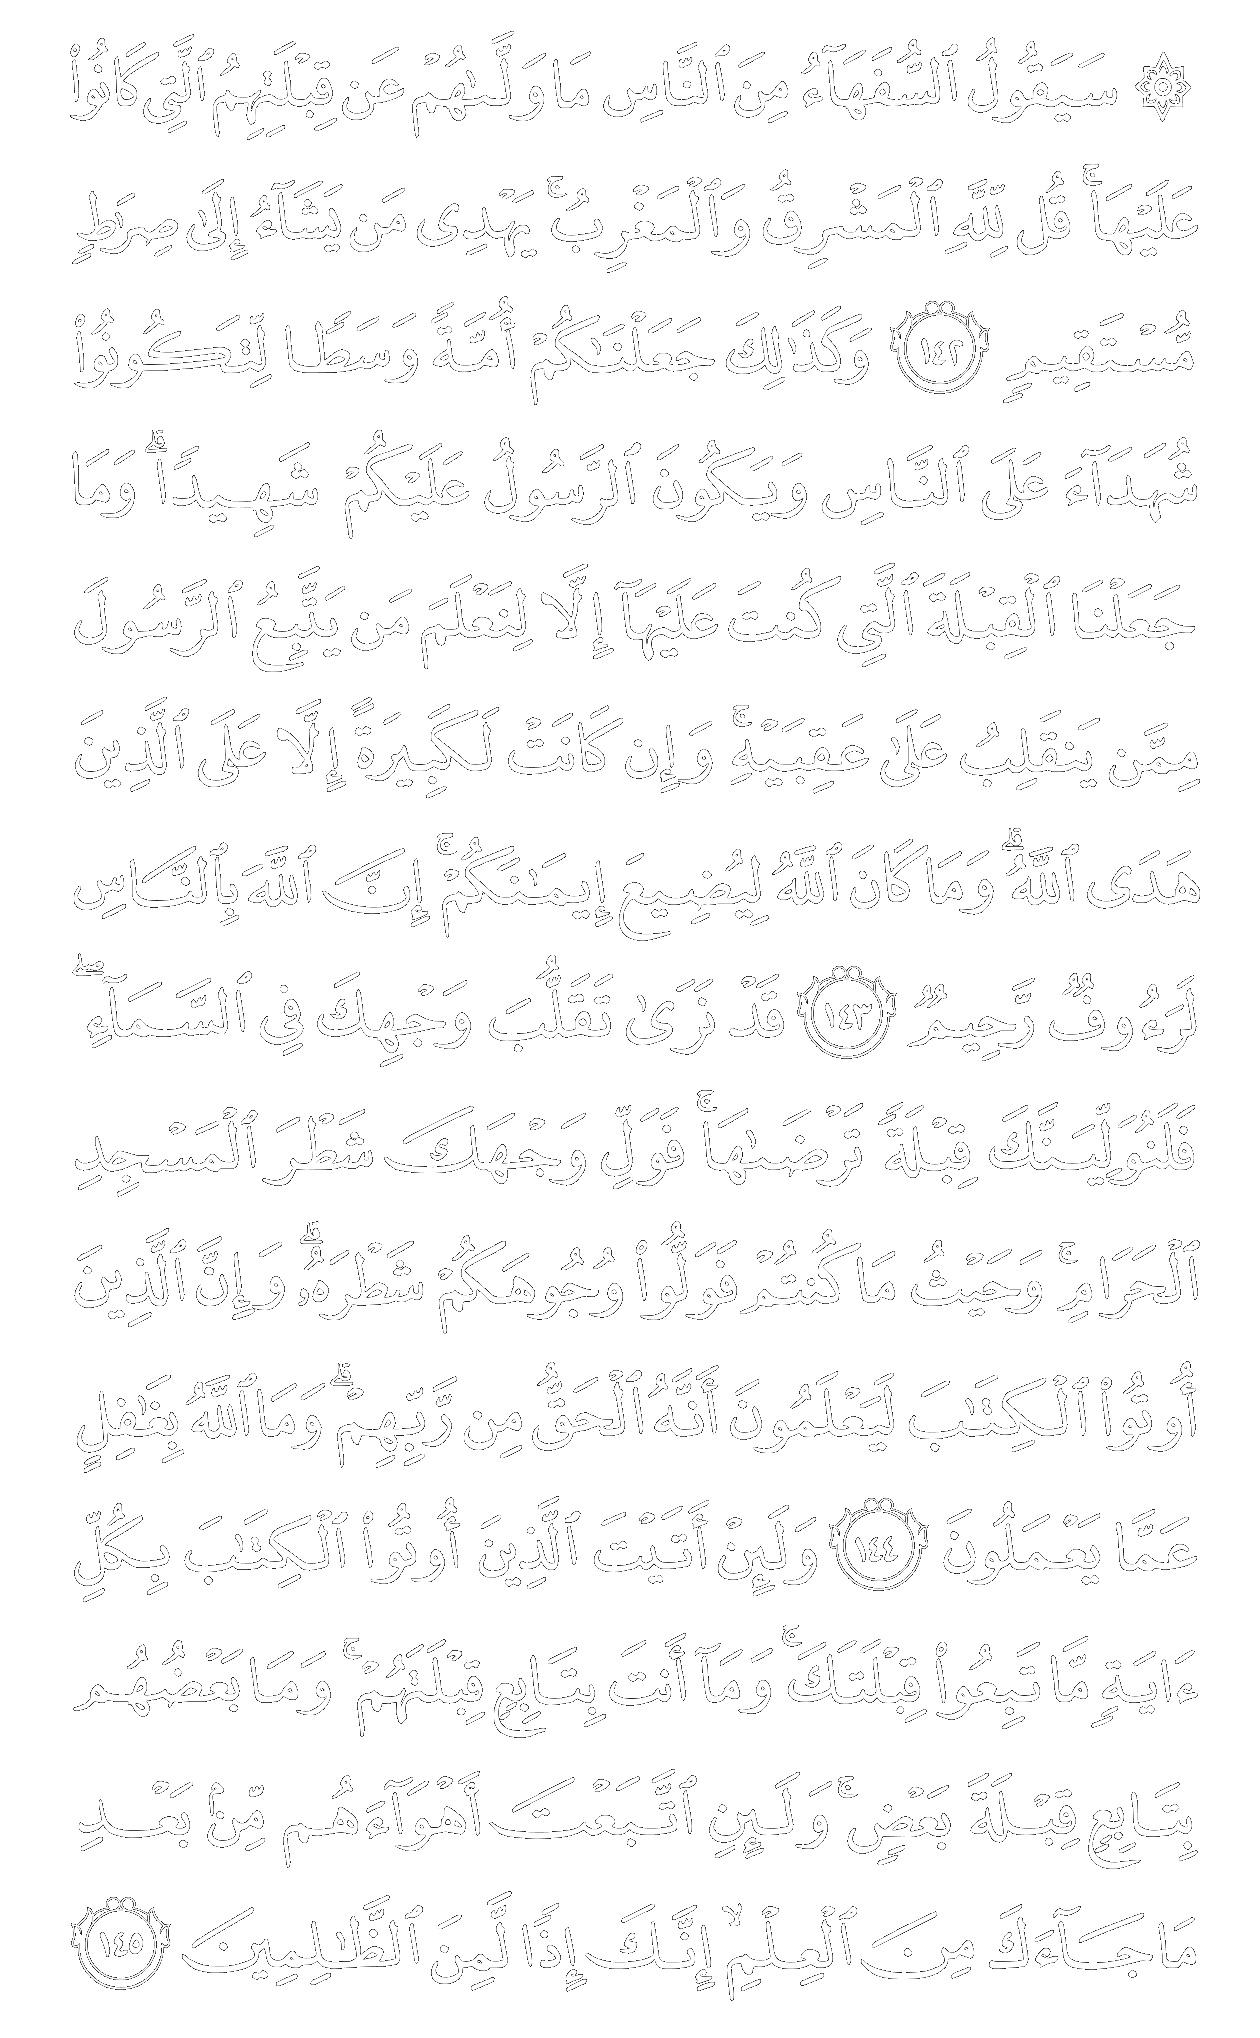 ۞ سَيَقُولُ ٱلسُّفَهَآءُ مِنَ ٱلنَّاسِ مَا وَلَّىٰهُمْ عَن قِبْلَتِهِمُ ٱلَّتِى كَانُوا۟
عَلَيْهَا ۚ قُل لِّلَّهِ ٱلْمَشْرِقُ وَٱلْمَغْرِبُ ۚ يَهْدِى مَن يَشَآءُ إِلَىٰ صِرَٰطٍ
مُّسْتَقِيمٍ ١٤٢ وَكَذَٰلِكَ جَعَلْنَـٰكُمْ أُمَّةً وَسَطًا لِّتَكُونُوا۟
شُهَدَآءَ عَلَى ٱلنَّاسِ وَيَكُونَ ٱلرَّسُولُ عَلَيْكُمْ شَهِيدًا ۗ وَمَا
جَعَلْنَا ٱلْقِبْلَةَ ٱلَّتِى كُنتَ عَلَيْهَآ إِلَّا لِنَعْلَمَ مَن يَتَّبِعُ ٱلرَّسُولَ
مِمَّن يَنقَلِبُ عَلَىٰ عَقِبَيْهِ ۚ وَإِن كَانَتْ لَكَبِيرَةً إِلَّا عَلَى ٱلَّذِينَ
هَدَى ٱللَّهُ ۗ وَمَا كَانَ ٱللَّهُ لِيُضِيعَ إِيمَـٰنَكُمْ ۚ إِنَّ ٱللَّهَ بِٱلنَّاسِ
لَرَءُوفٌ رَّحِيمٌ ١٤٣ قَدْ نَرَىٰ تَقَلُّبَ وَجْهِكَ فِى ٱلسَّمَآءِ ۖ
فَلَنُوَلِّيَنَّكَ قِبْلَةً تَرْضَىٰهَا ۚ فَوَلِّ وَجْهَكَ شَطْرَ ٱلْمَسْجِدِ
ٱلْحَرَامِ ۚ وَحَيْثُ مَا كُنتُمْ فَوَلُّوا۟ وُجُوهَكُمْ شَطْرَهُۥ ۗ وَإِنَّ ٱلَّذِينَ
أُوتُوا۟ ٱلْكِتَـٰبَ لَيَعْلَمُونَ أَنَّهُ ٱلْحَقُّ مِن رَّبِّهِمْ ۗ وَمَا ٱللَّهُ بِغَـٰفِلٍ
عَمَّا يَعْمَلُونَ ١٤٤ وَلَئِنْ أَتَيْتَ ٱلَّذِينَ أُوتُوا۟ ٱلْكِتَـٰبَ بِكُلِّ
ءَايَةٍ مَّا تَبِعُوا۟ قِبْلَتَكَ ۚ وَمَآ أَنتَ بِتَابِعٍ قِبْلَتَهُمْ ۚ وَمَا بَعْضُهُم
بِتَابِعٍ قِبْلَةَ بَعْضٍ ۚ وَلَئِنِ ٱتَّبَعْتَ أَهْوَآءَهُم مِّنۢ بَعْدِ
مَا جَآءَكَ مِنَ ٱلْعِلْمِ ۙ إِنَّكَ إِذًا لَّمِنَ ٱلظَّـٰلِمِينَ ١٤٥